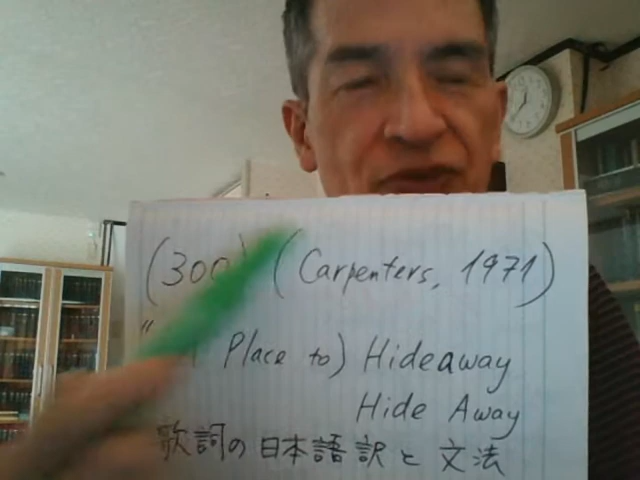 (300) (Carpenters, 1971)
" Place to) Hideaway
Hide Away
歌詞の日本語訳と文法